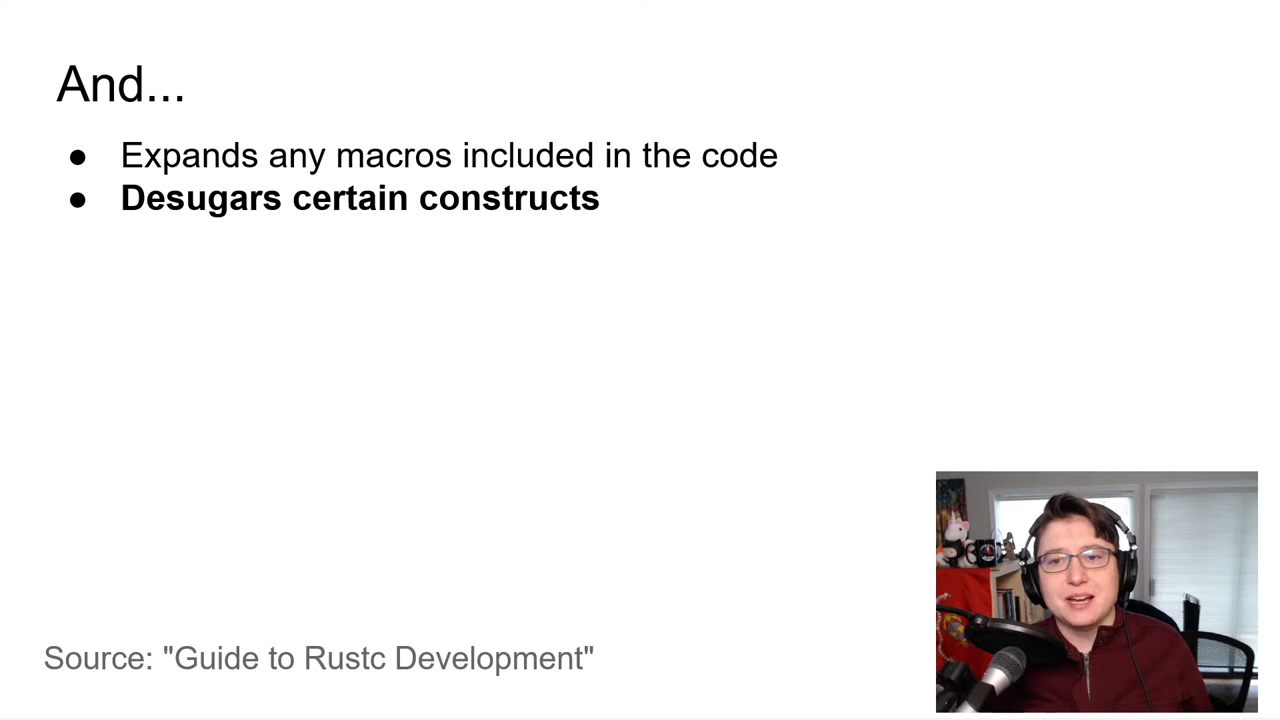 And...
● Expands any macros included in the code
● Desugars certain constructs
Source: "Guide to Rustc Development"